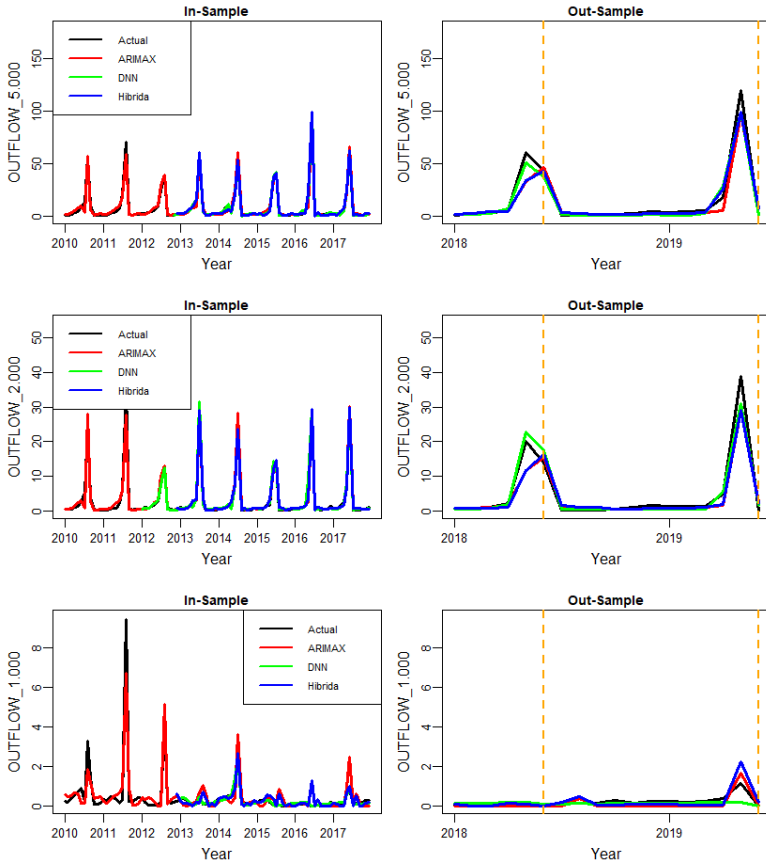 In-Sample
OUTFLOW_5.000
150
100
50
0
Actual
ARIMAX
DNN
Hibrida
2010 2011 2012 2013 2014 2015 2016 2017
Year
Out-Sample
OUTFLOW_5.000
150
100
50
0
2018 2019
Year
In-Sample
OUTFLOW_2.000
50
40
30
20
10
0
Actual
ARIMAX
DNN
Hibrida
2010 2011 2012 2013 2014 2015 2016 2017
Year
Out-Sample
OUTFLOW_2.000
50
40
30
20
10
0
2018 2019
Year
In-Sample
OUTFLOW_1.000
8
6
4
2
0
Actual
ARIMAX
DNN
Hibrida
2010 2011 2012 2013 2014 2015 2016 2017
Year
Out-Sample
OUTFLOW_1.000
8
6
4
2
0
2018 2019
Year